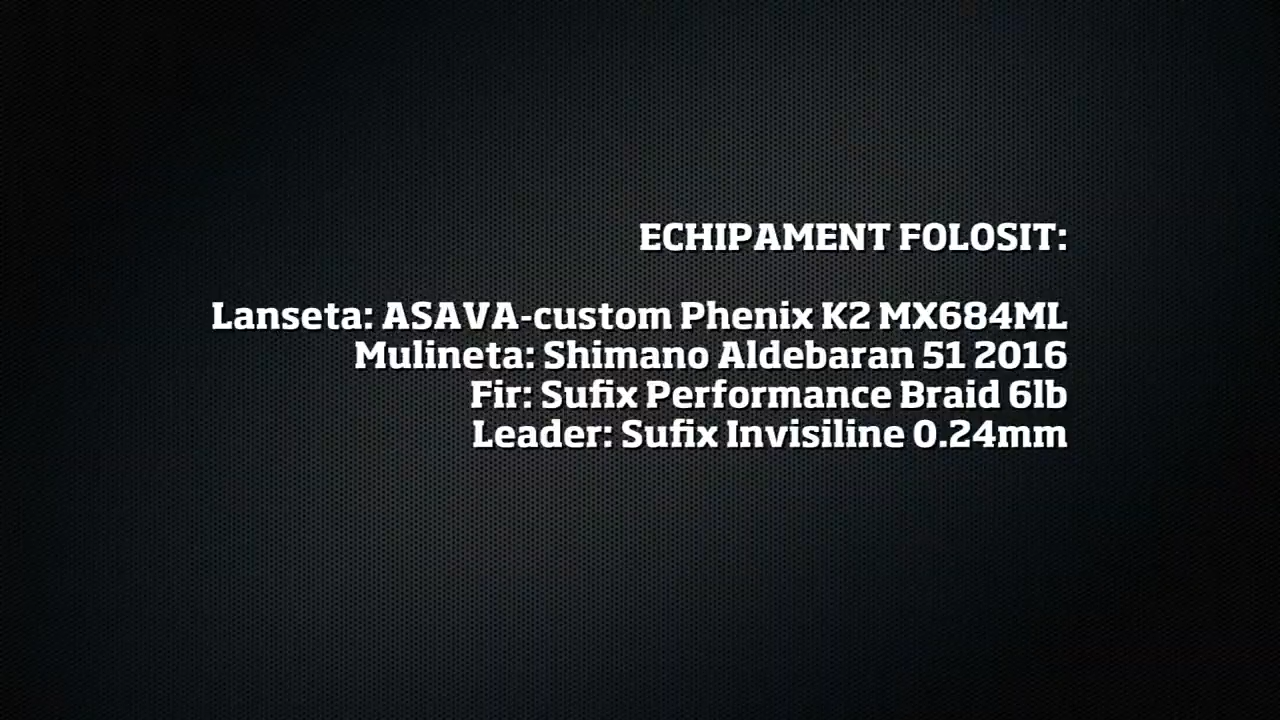 ECHIPAMENT FOLOSIT:
Lanseta: ASAVA-custom Phenix K2 MX684ML
Mulineta: Shimano Aldebaran 51 2016
Fir: Sufix Performance Braid 6lb
Leader: Sufix Invisiline 0.24mm